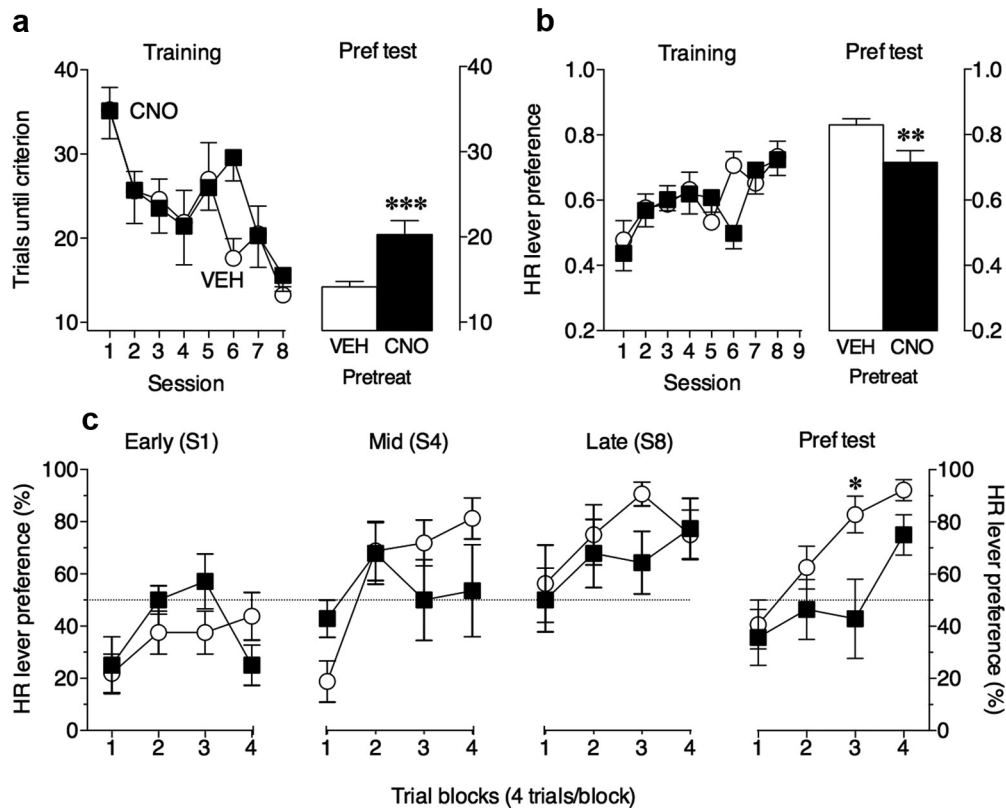 a
Training
Pref test
Trials until criterion
40
30
20
10
CNO
VEH
1 2 3 4 5 6 7 8
Session
***
40
30
20
10
VEH CNO
Pretreat
b
Training
Pref test
HR lever preference
1.0
0.8
0.6
0.4
0.2
1 2 3 4 5 6 7 8 9
Session
**
1.0
0.8
0.6
0.4
0.2
VEH CNO
Pretreat
c
Early (S1)
Mid (S4)
Late (S8)
Pref test
HR lever preference (%)
100
80
60
40
20
0
1 2 3 4
1 2 3 4
1 2 3 4
*
1 2 3 4
100
80
60
40
20
0
HR lever preference (%)
Trial blocks (4 trials/block)